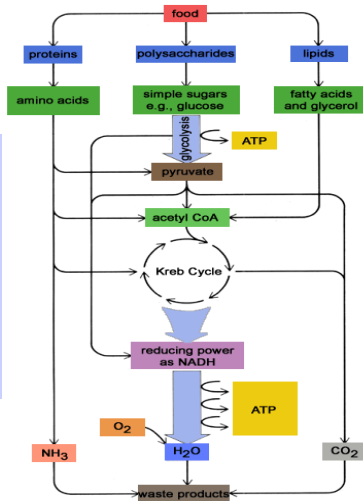 food
proteins
polysaccharides
lipids
amino acids
simple sugars
e.g., glucose
fatty acids
and glycerol
glycolysis
ATP
pyruvate
acetyl CoA
Kreb Cycle
reducing power
as NADH
ATP
O2
NH3
H2O
CO2
waste products